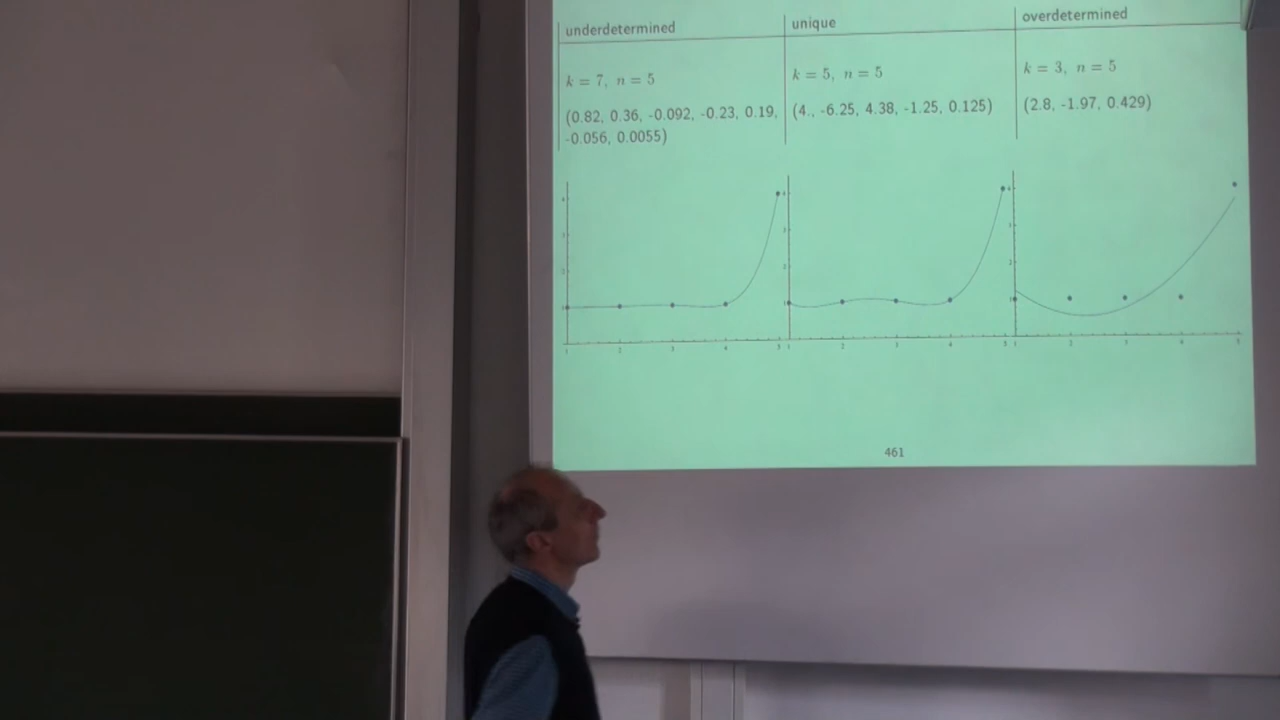 underdetermined
unique
overdetermined
k = 7, n = 5
k = 5, n = 5
k = 3, n = 5
(0.82, 0.36, -0.092, -0.23, 0.19,
-0.056, 0.0055)
(4., -6.25, 4.38, -1.25, 0.125)
(2.8, -1.97, 0.429)
461